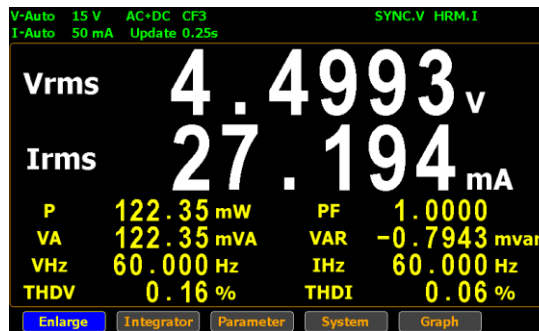 V-Auto 15 V AC+DC CF3 SYNC.V HRM.I
I-Auto 50 mA Update 0.25s
Vrms 4.4993 V
Irms 27.194 mA
P 122.35 mW PF 1.0000
VA 122.35 mVA VAR -0.7943 mvar
VHz 60.000 Hz IHz 60.000 Hz
THDV 0.16 % THDI 0.06 %
Enlarge Integrator Parameter System Graph